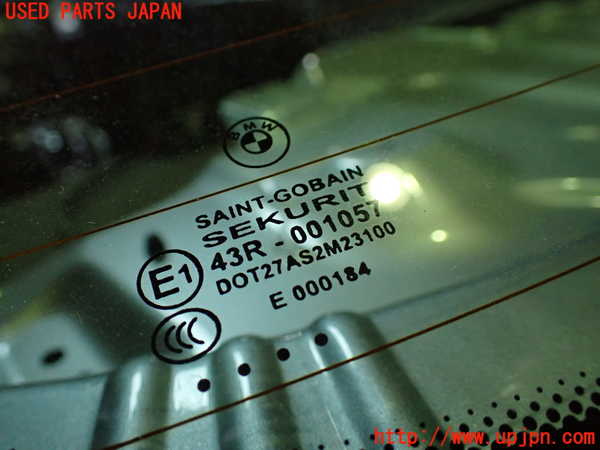 USED PARTS JAPAN
BMW
SAINT-GOBAIN
SEKURIT
43R - 001057
E1
DOT27AS2M23100
E 000184
CCC
http://www.upjpn.com